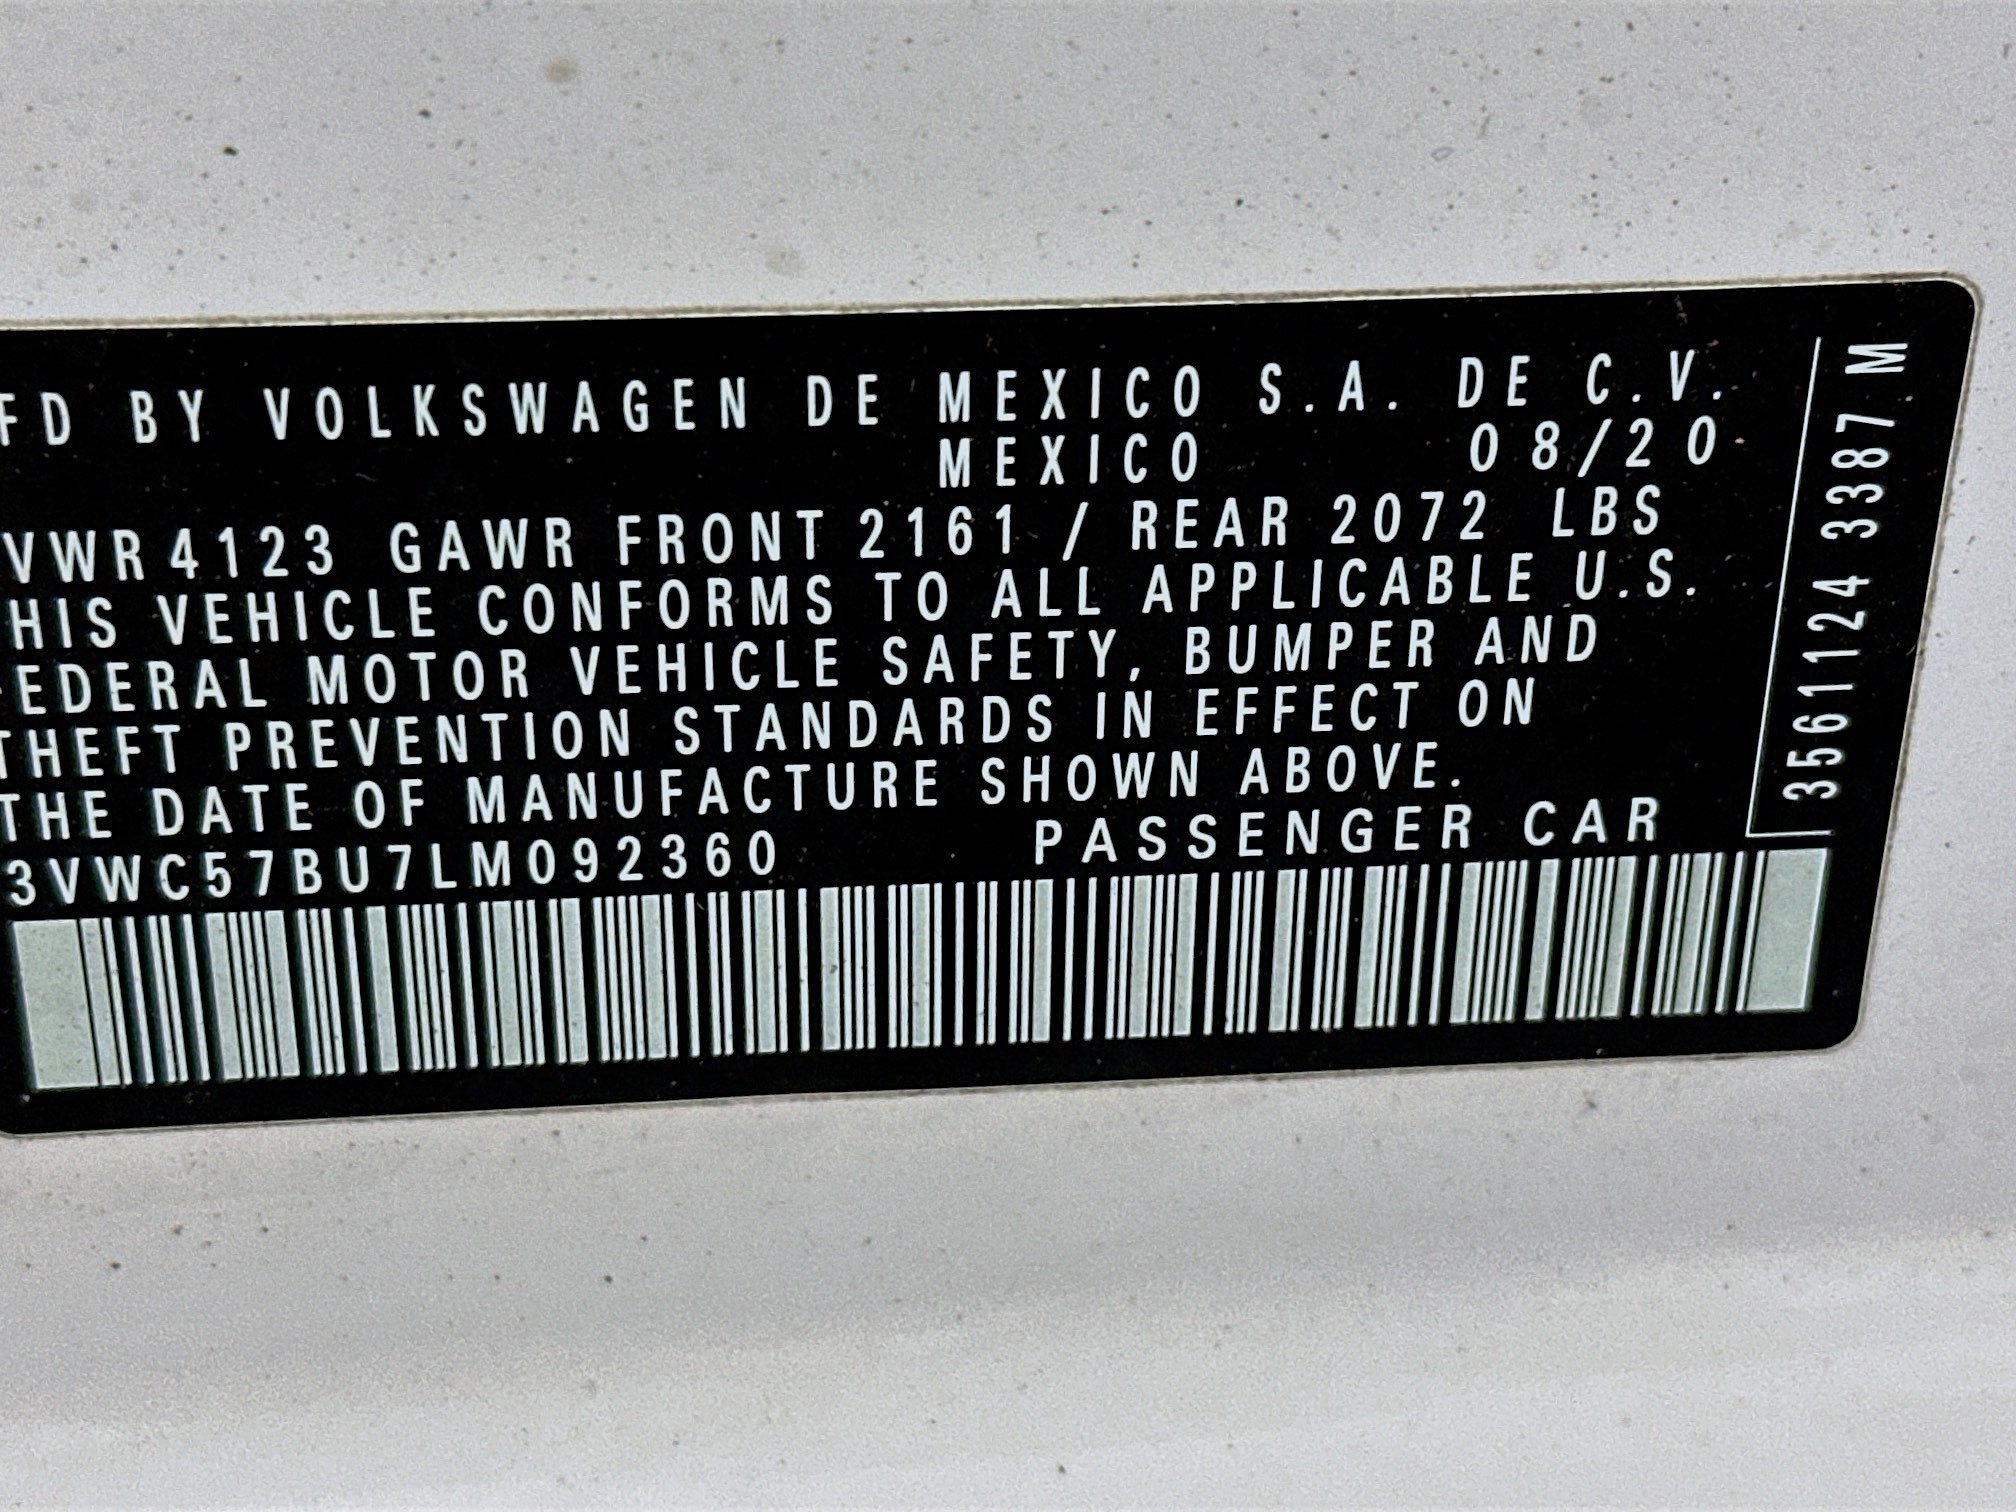 FD BY VOLKSWAGEN DE MEXICO S.A. DE C.V.
MEXICO 08/20
VWR 4123 GAWR FRONT 2161 / REAR 2072 LBS
HIS VEHICLE CONFORMS TO ALL APPLICABLE U.S.
EDERAL MOTOR VEHICLE SAFETY, BUMPER AND
THEFT PREVENTION STANDARDS IN EFFECT ON
THE DATE OF MANUFACTURE SHOWN ABOVE.
3VWC57BU7LM092360 PASSENGER CAR
3561124 3387 M